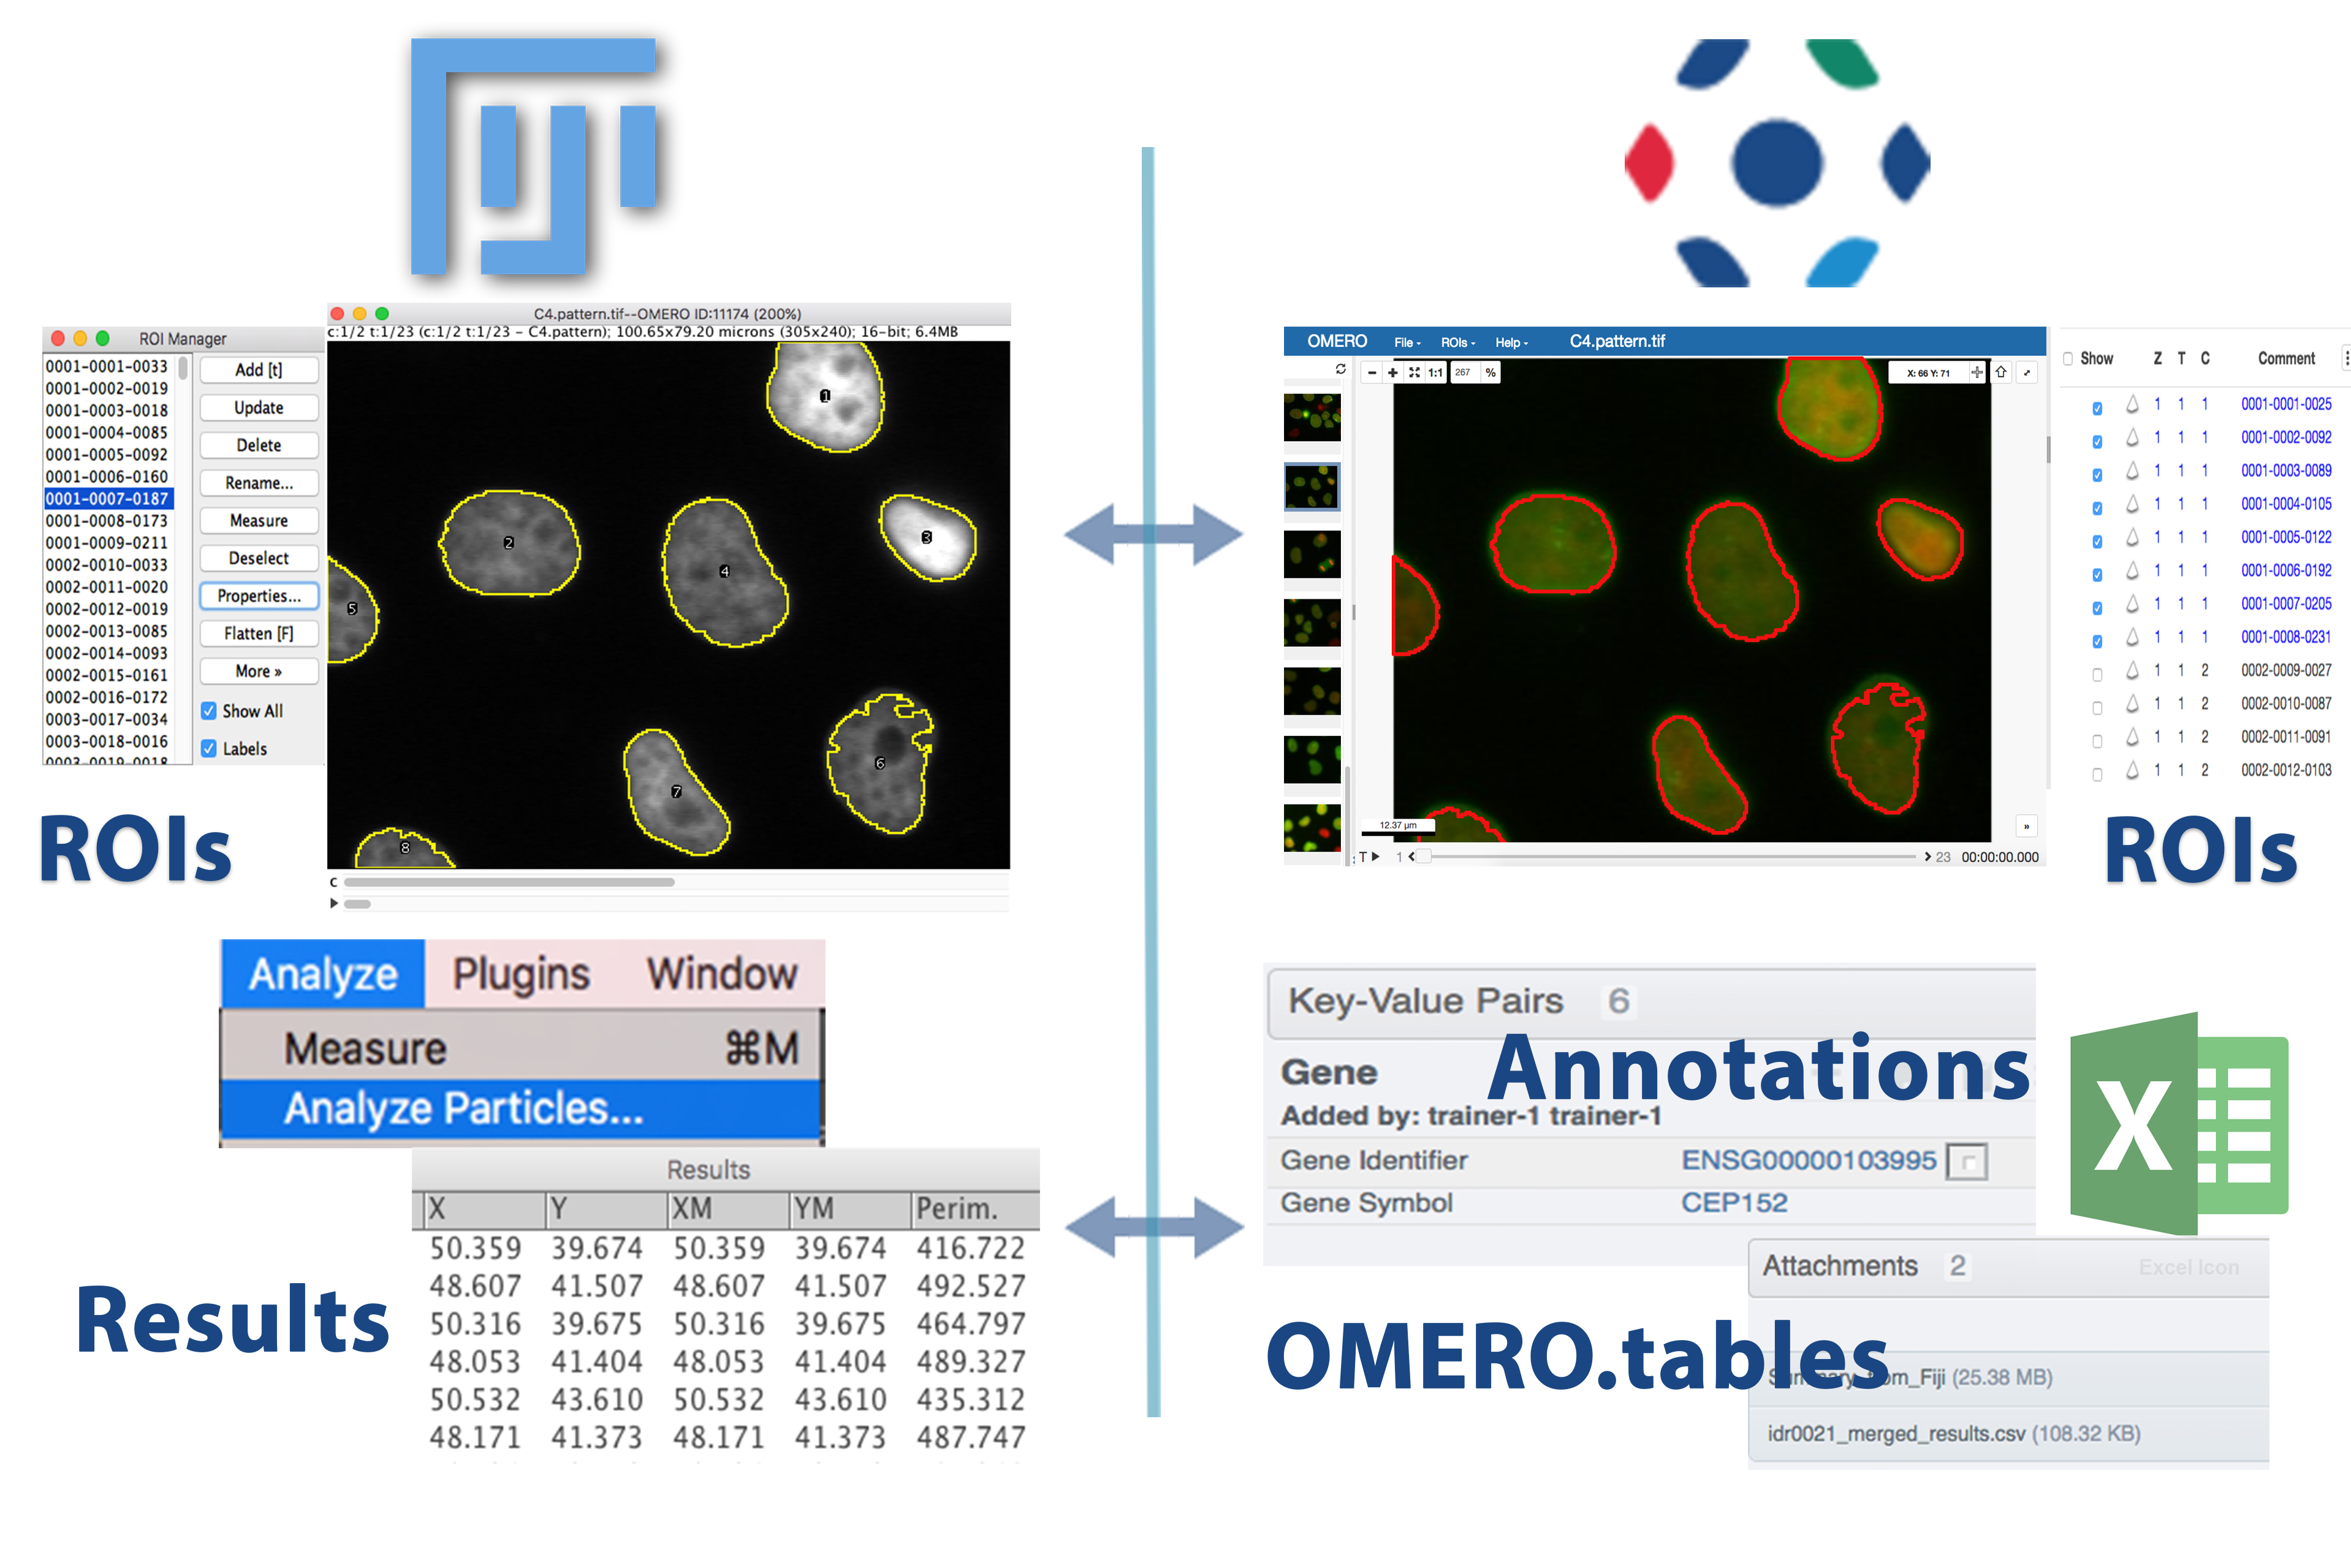 C4.pattern.tif--OMERO ID:11174 (200%)
c:1/2 t:1/23 (c:1/2 t:1/23 - C4.pattern); 100.65x79.20 microns (305x240); 16-bit; 6.4MB
ROI Manager
0001-0001-0033
0001-0002-0019
0001-0003-0018
0001-0004-0085
0001-0005-0092
0001-0006-0160
0001-0007-0187
0001-0008-0173
0001-0009-0211
0002-0010-0033
0002-0011-0020
0002-0012-0019
0002-0013-0085
0002-0014-0093
0002-0015-0161
0002-0016-0172
0003-0017-0034
0003-0018-0016
0003-0019-0018
Add [t]
Update
Delete
Rename...
Measure
Deselect
Properties...
Flatten [F]
More »
Show All
Labels
1
2
3
4
5
6
7
8
C
ROIs
OMERO File ROIs Help C4.pattern.tif
1:1 267 %
X: 66 Y: 71
12.37 µm
»
T 1 23 00:00:00.000
Show Z T C Comment
1 1 1 0001-0001-0025
1 1 1 0001-0002-0092
1 1 1 0001-0003-0089
1 1 1 0001-0004-0105
1 1 1 0001-0005-0122
1 1 1 0001-0006-0192
1 1 1 0001-0007-0205
1 1 1 0001-0008-0231
1 1 2 0002-0009-0027
1 1 2 0002-0010-0087
1 1 2 0002-0011-0091
1 1 2 0002-0012-0103
ROIs
Analyze Plugins Window
Measure ⌘M
Analyze Particles...
Results
X Y XM YM Perim.
50.359 39.674 50.359 39.674 416.722
48.607 41.507 48.607 41.507 492.527
50.316 39.675 50.316 39.675 464.797
48.053 41.404 48.053 41.404 489.327
50.532 43.610 50.532 43.610 435.312
48.171 41.373 48.171 41.373 487.747
Results
Key-Value Pairs 6
Annotations
Gene
Added by: trainer-1 trainer-1
Gene Identifier ENSG00000103995
Gene Symbol CEP152
X
Attachments 2 Excel Icon
OMERO.tables
Summary_from_Fiji (25.38 MB)
idr0021_merged_results.csv (108.32 KB)